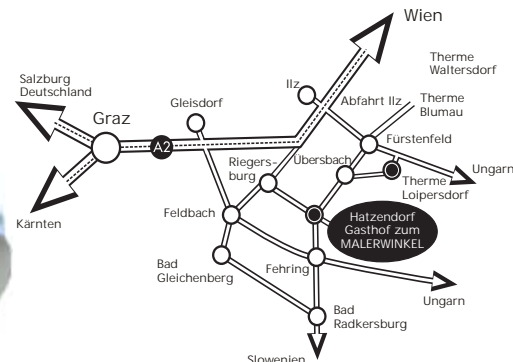 Wien
Therme
Waltersdorf
Salzburg
Deutschland
Ilz
Gleisdorf
Abfahrt Ilz
Therme
Blumau
Graz
A2
Fürstenfeld
Riegers-
burg
Übersbach
Ungarn
Therme
Loipersdorf
Kärnten
Feldbach
Hatzendorf
Gasthof zum
MALERWINKEL
Bad
Gleichenberg
Fehring
Ungarn
Bad
Radkersburg
Slowenien